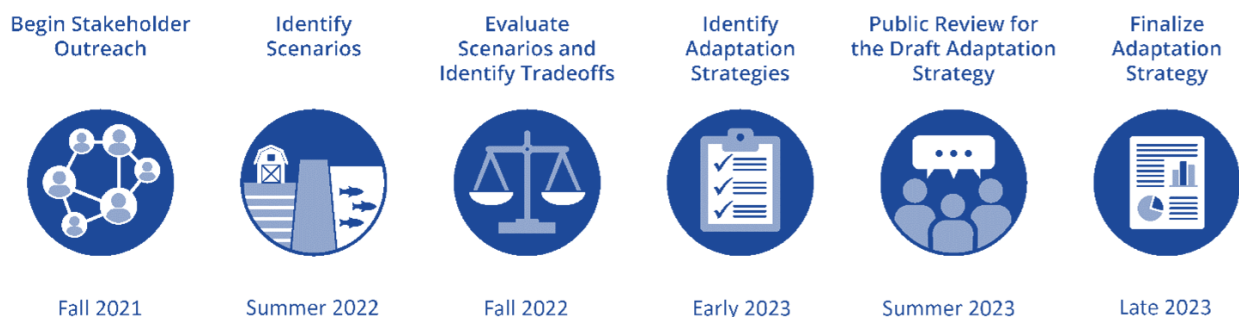 Begin Stakeholder
Outreach
Fall 2021
Identify
Scenarios
Summer 2022
Evaluate
Scenarios and
Identify Tradeoffs
Fall 2022
Identify
Adaptation
Strategies
Early 2023
Public Review for
the Draft Adaptation
Strategy
Summer 2023
Finalize
Adaptation
Strategy
Late 2023